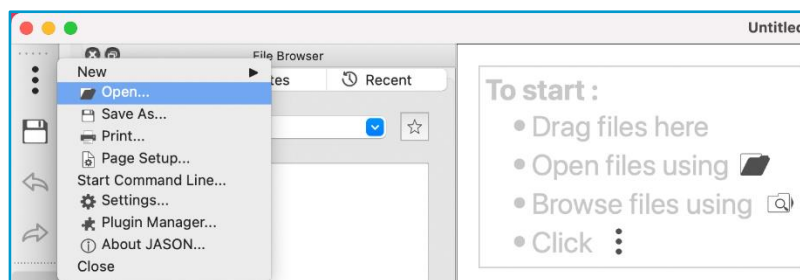 Untitled
File Browser
tes
Recent
New
Open...
Save As...
Print...
Page Setup...
Start Command Line...
Settings...
Plugin Manager...
About JASON...
Close
To start :
• Drag files here
• Open files using
• Browse files using
• Click